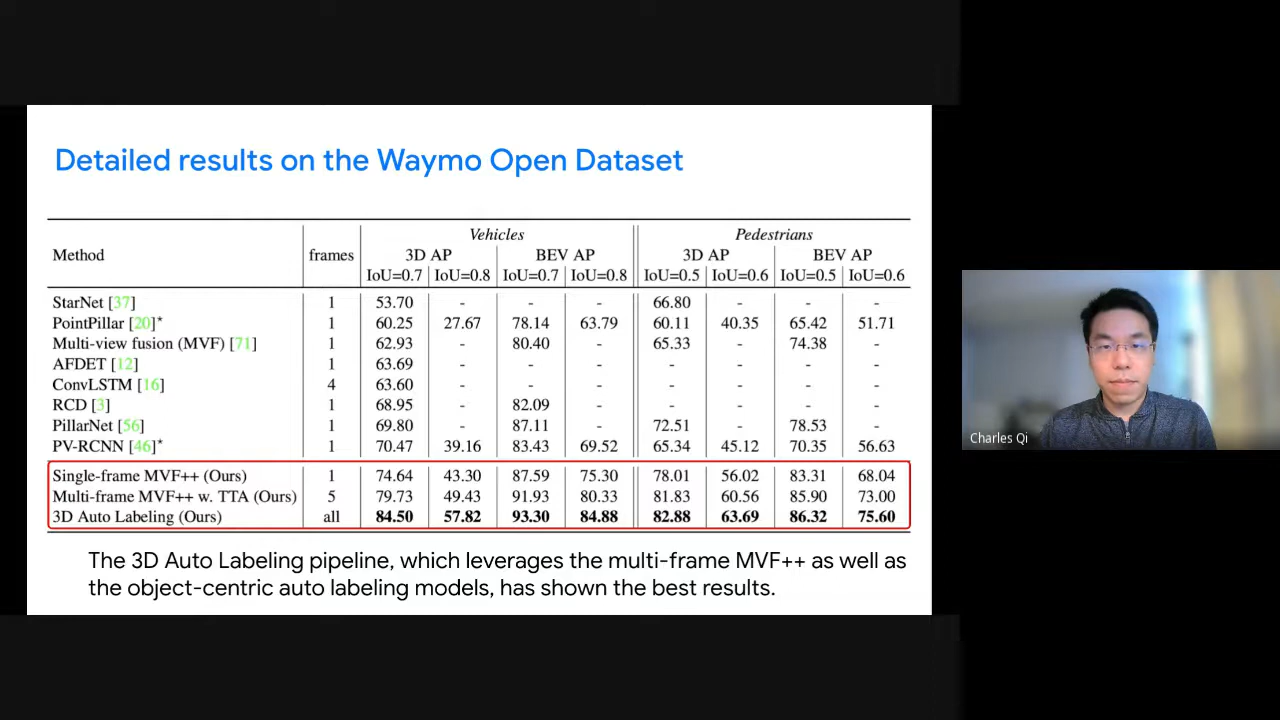 Detailed results on the Waymo Open Dataset
Vehicles Pedestrians
Method frames 3D AP BEV AP 3D AP BEV AP
IoU=0.7 IoU=0.8 IoU=0.7 IoU=0.8 IoU=0.5 IoU=0.6 IoU=0.5 IoU=0.6
StarNet [37] 1 53.70 - - - 66.80 - - -
PointPillar [20]* 1 60.25 27.67 78.14 63.79 60.11 40.35 65.42 51.71
Multi-view fusion (MVF) [71] 1 62.93 - 80.40 - 65.33 - 74.38 -
AFDET [12] 1 63.69 - - - - - - -
ConvLSTM [16] 4 63.60 - - - - - - -
RCD [3] 1 68.95 - 82.09 - - - - -
PillarNet [56] 1 69.80 - 87.11 - 72.51 - 78.53 -
PV-RCNN [46]* 1 70.47 39.16 83.43 69.52 65.34 45.12 70.35 56.63
Single-frame MVF++ (Ours) 1 74.64 43.30 87.59 75.30 78.01 56.02 83.31 68.04
Multi-frame MVF++ w. TTA (Ours) 5 79.73 49.43 91.93 80.33 81.83 60.56 85.90 73.00
3D Auto Labeling (Ours) all 84.50 57.82 93.30 84.88 82.88 63.69 86.32 75.60
The 3D Auto Labeling pipeline, which leverages the multi-frame MVF++ as well as
the object-centric auto labeling models, has shown the best results.
Charles Qi